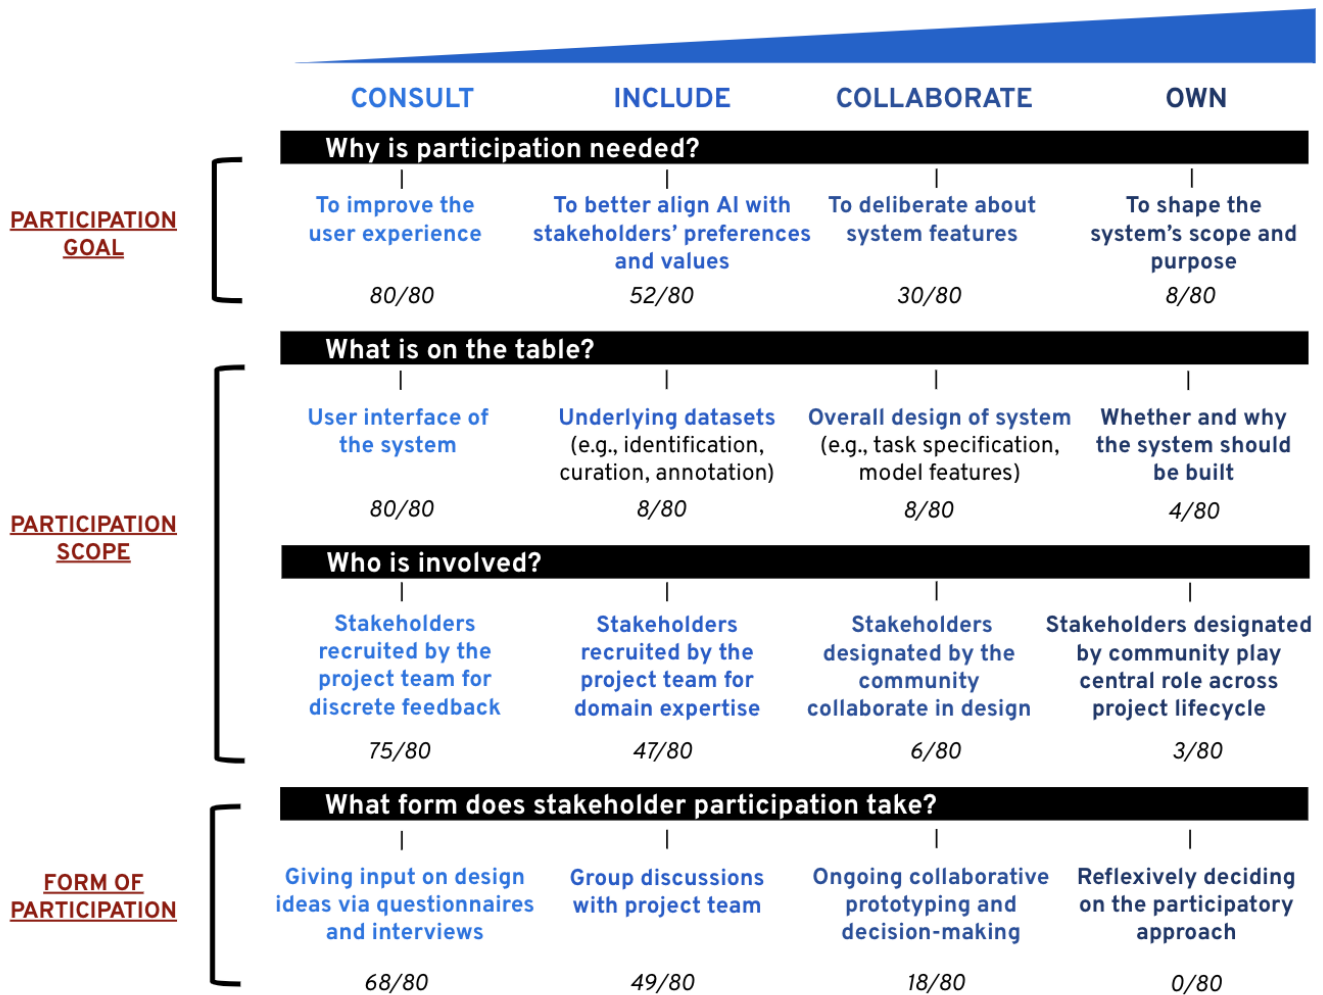 CONSULT
INCLUDE
COLLABORATE
OWN
PARTICIPATION
GOAL
Why is participation needed?
To improve the
user experience
80/80
To better align AI with
stakeholders’ preferences
and values
52/80
To deliberate about
system features
30/80
To shape the
system’s scope and
purpose
8/80
PARTICIPATION
SCOPE
What is on the table?
User interface of
the system
80/80
Underlying datasets
(e.g., identification,
curation, annotation)
8/80
Overall design of system
(e.g., task specification,
model features)
8/80
Whether and why
the system should
be built
4/80
Who is involved?
Stakeholders
recruited by the
project team for
discrete feedback
75/80
Stakeholders
recruited by the
project team for
domain expertise
47/80
Stakeholders
designated by the
community
collaborate in design
6/80
Stakeholders designated
by community play
central role across
project lifecycle
3/80
FORM OF
PARTICIPATION
What form does stakeholder participation take?
Giving input on design
ideas via questionnaires
and interviews
68/80
Group discussions
with project team
49/80
Ongoing collaborative
prototyping and
decision-making
18/80
Reflexively deciding
on the participatory
approach
0/80